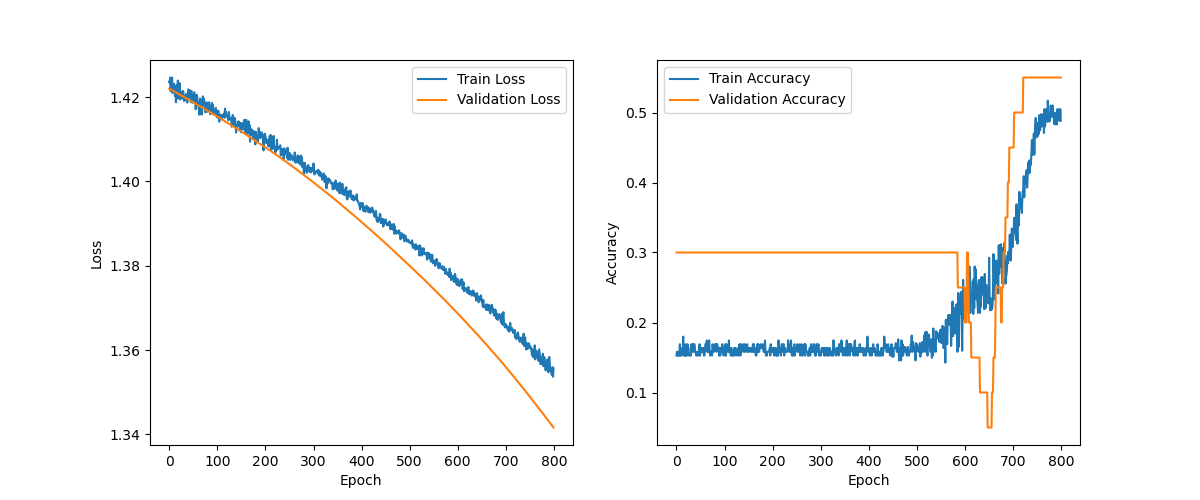 Train Loss
Validation Loss
1.42
1.40
1.38
1.36
1.34
Loss
0 100 200 300 400 500 600 700 800
Epoch
Train Accuracy
Validation Accuracy
0.5
0.4
0.3
0.2
0.1
Accuracy
0 100 200 300 400 500 600 700 800
Epoch